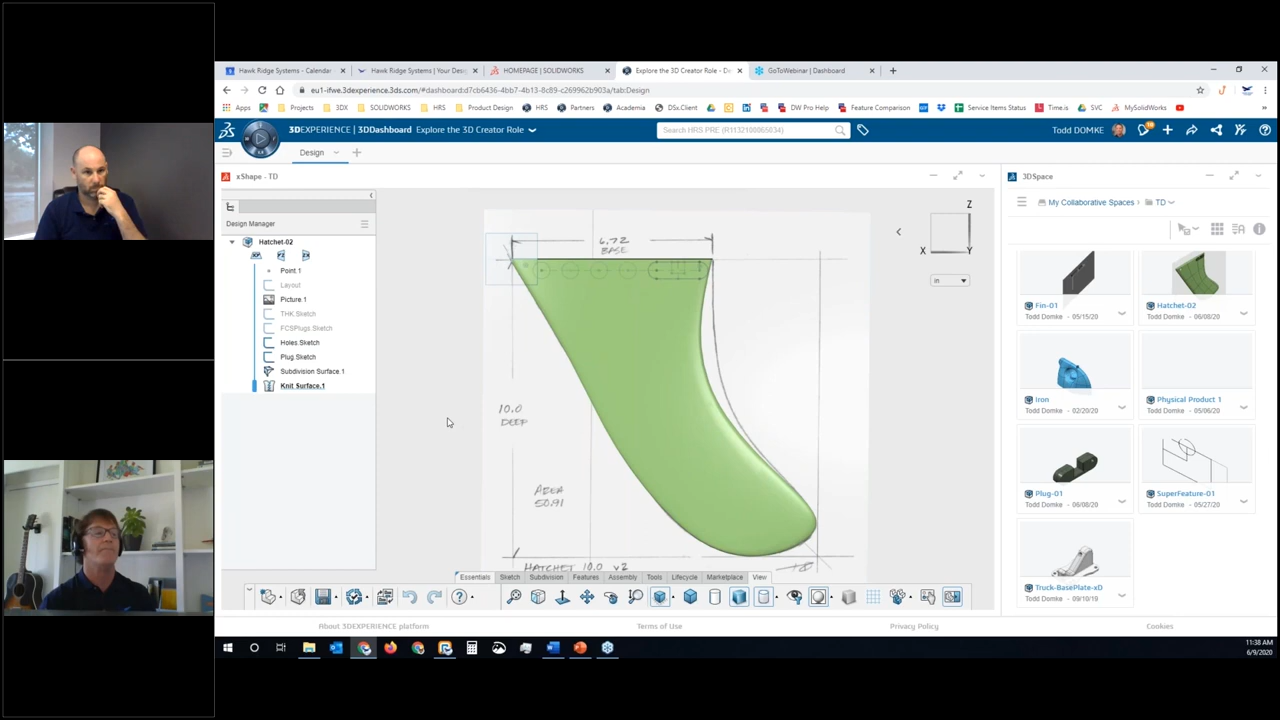 Hawk Ridge Systems - Calendar
Hawk Ridge Systems | Your Desig
HOMEPAGE | SOLIDWORKS
Explore the 3D Creator Role - De
GoToWebinar | Dashboard
eu1-ifwe.3dexperience.3ds.com/#dashboard:d7cb6436-4bb7-4b13-8c89-c269962b903a/tab:Design
Apps
Projects
3DX
SOLIDWORKS
HRS
Product Design
HRS
Partners
Academia
DSx.Client
DW Pro Help
Feature Comparison
Service Items Status
Time.is
SVC
MySolidWorks
3DEXPERIENCE | 3DDashboard Explore the 3D Creator Role
Search HRS PRE (R1132100065034)
Todd DOMKE
Design
xShape - TD
3DSpace
Design Manager
My Collaborative Spaces
TD
Hatchet-02
Point.1
Layout
Picture.1
THK.Sketch
FCSPlugs.Sketch
Holes.Sketch
Plug.Sketch
Subdivision Surface.1
Knit Surface.1
6.72
BASE
10.0
DEEP
AREA
50.91
HATCHET 10.0 V2
Z
X
Y
in
Fin-01
Todd Domke - 05/15/20
Hatchet-02
Todd Domke - 06/08/20
Iron
Todd Domke - 02/20/20
Physical Product 1
Todd Domke - 05/06/20
Plug-01
Todd Domke - 06/08/20
SuperFeature-01
Todd Domke - 05/27/20
Truck-BasePlate-xD
Todd Domke - 09/10/19
Essentials
Sketch
Subdivision
Features
Assembly
Tools
Lifecycle
Marketplace
View
About 3DEXPERIENCE platform
Terms of Use
Privacy Policy
Cookies
11:38 AM
6/9/2020